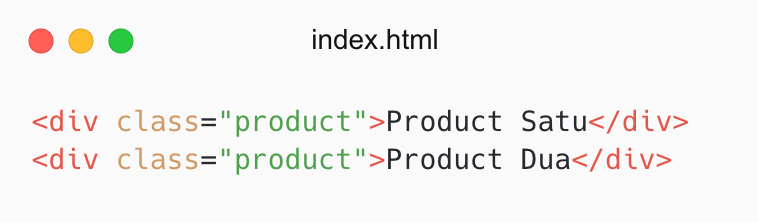 index.html
<div class="product">Product Satu</div>
<div class="product">Product Dua</div>